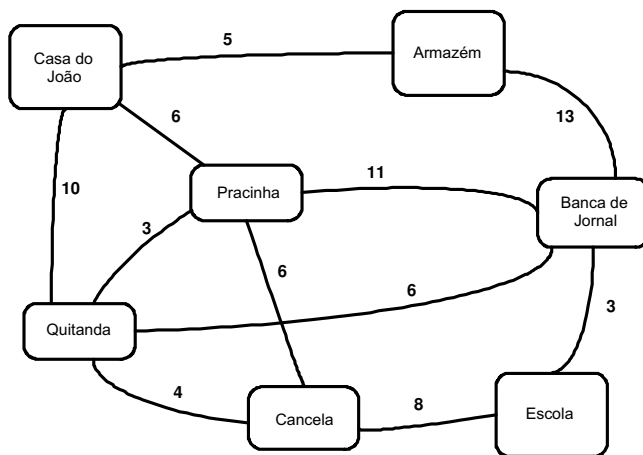 Casa do
João
5
Armazém
6
13
10
Pracinha
11
Banca de
Jornal
3
6
6
3
Quitanda
4
Cancela
8
Escola